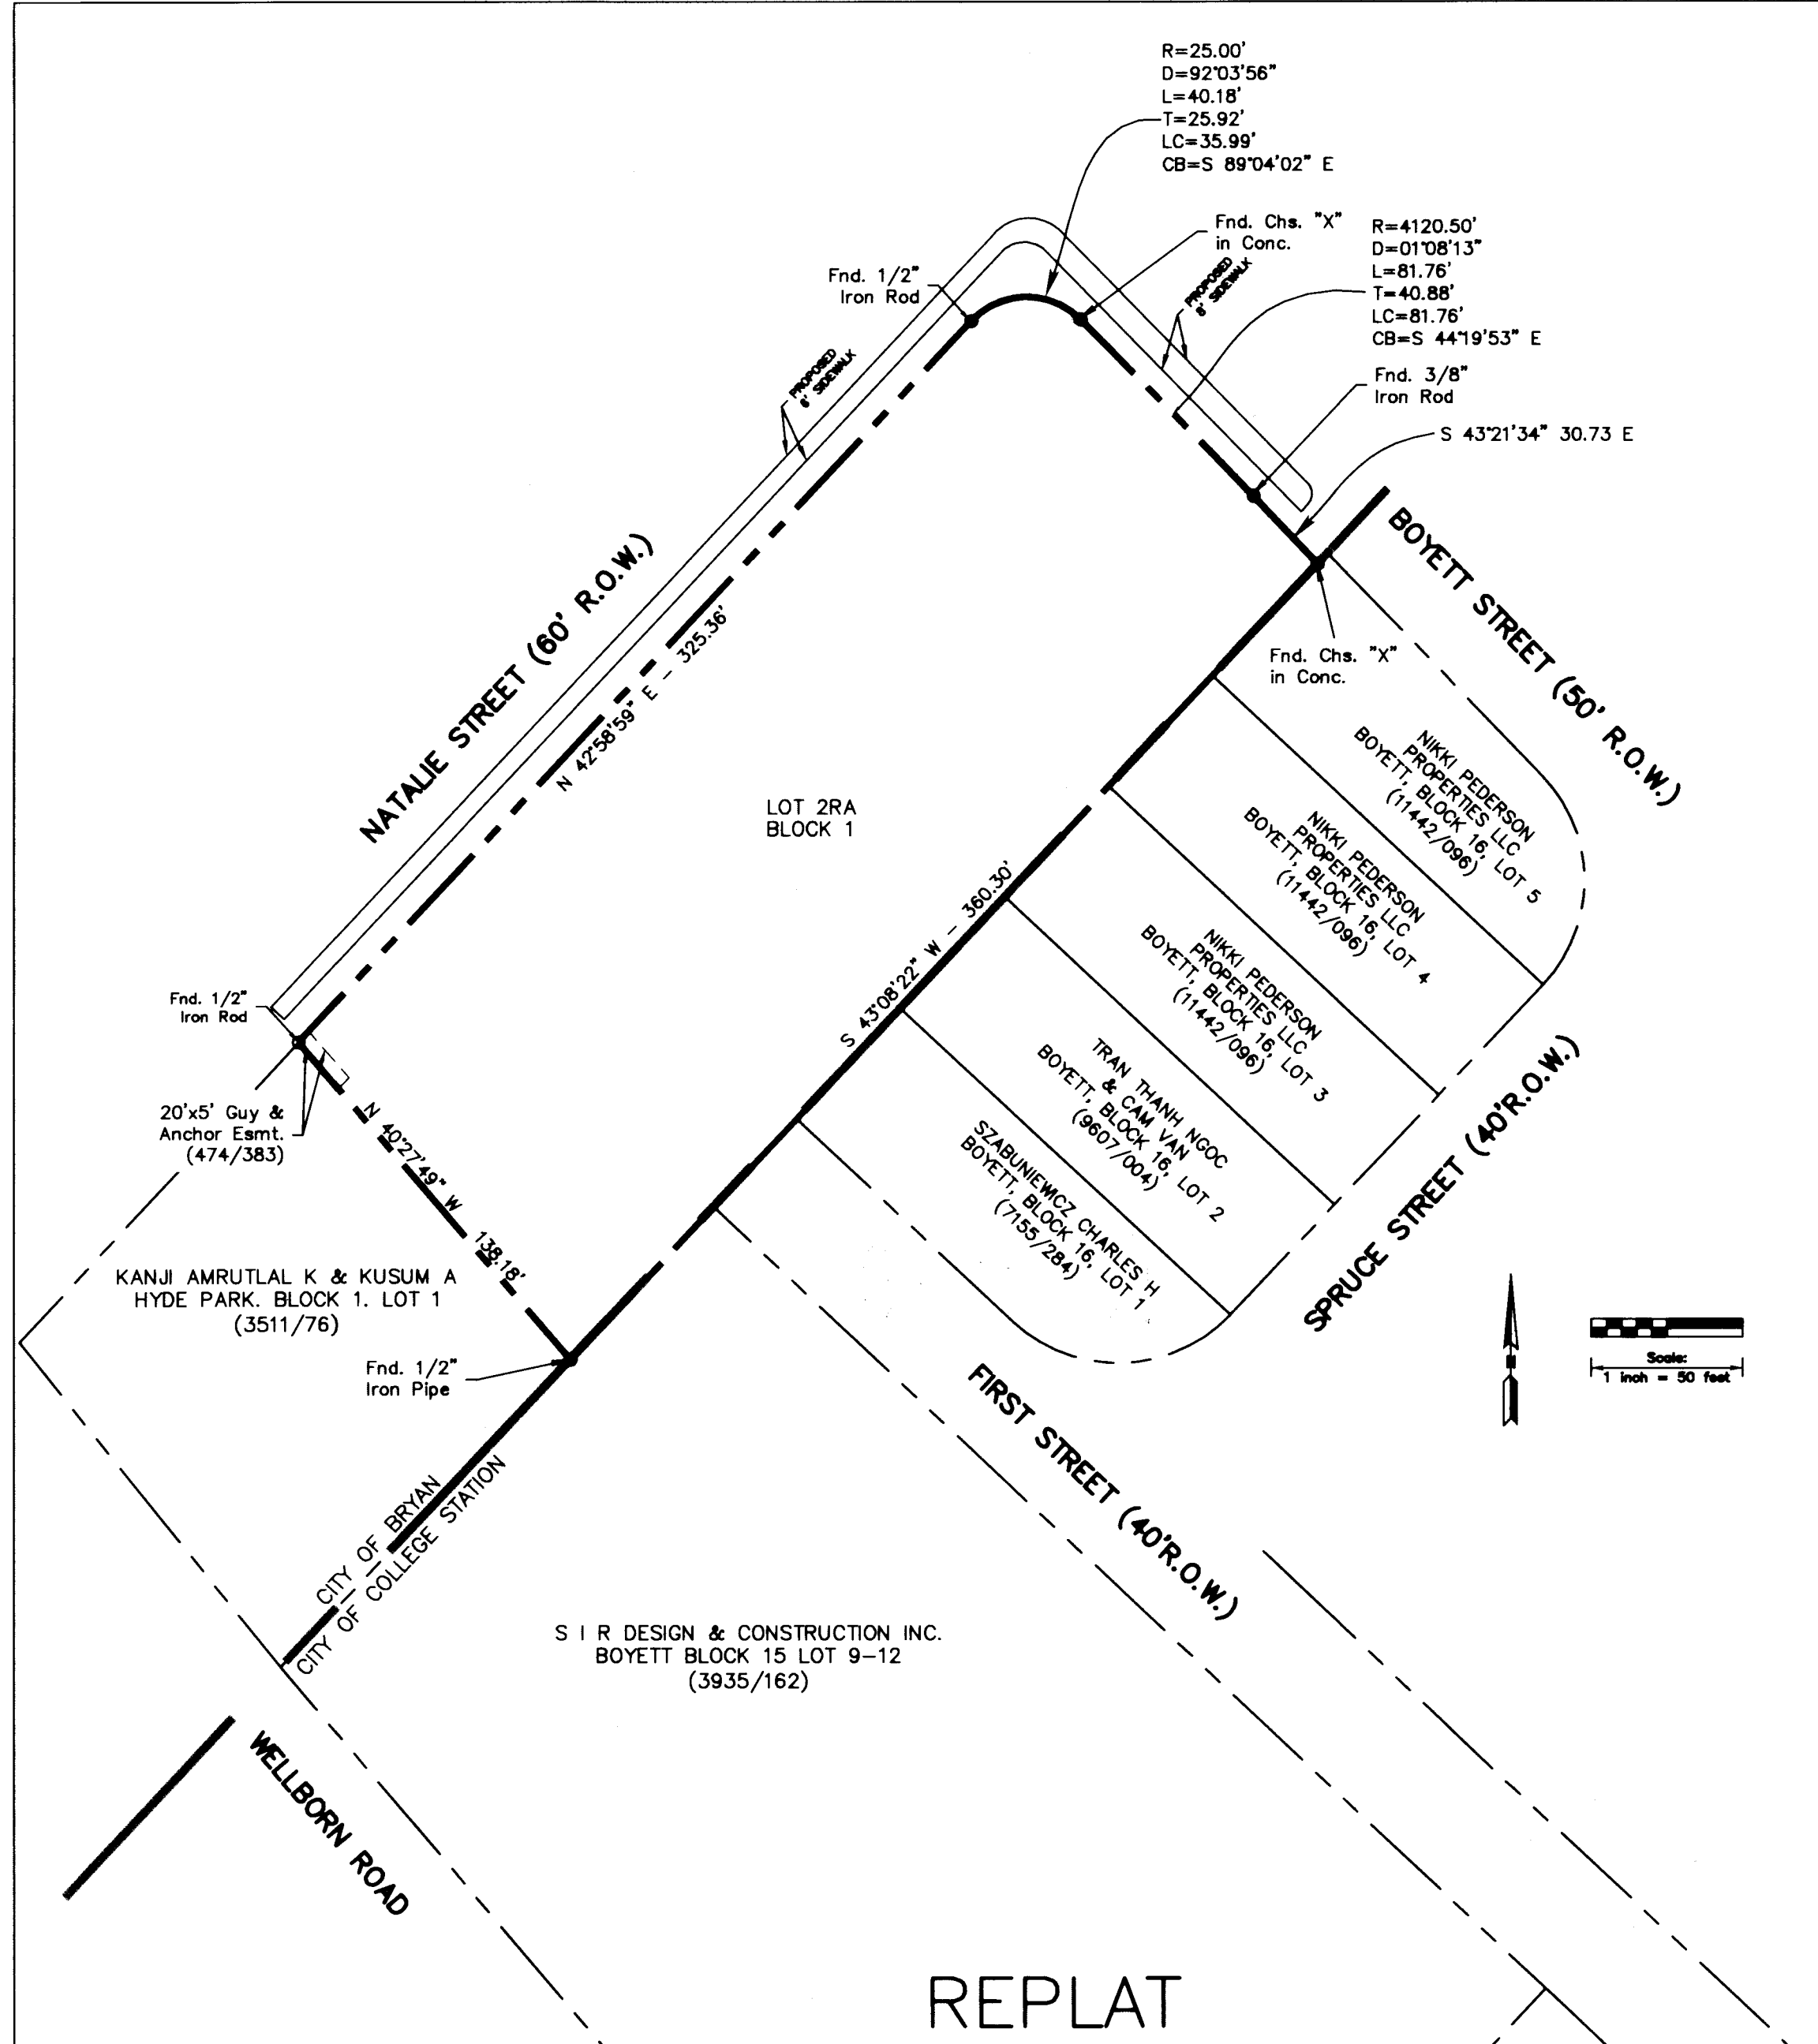 R=25.00'
D=92°03'56"
L=40.18'
T=25.92'
LC=35.99'
CB=S 89°04'02" E
Fnd. Chs. "X"
in Conc.
R=4120.50'
D=01°08'13"
L=81.76'
T=40.88'
LC=81.76'
CB=S 44°19'53" E
Fnd. 1/2"
Iron Rod
PROPOSED
8' SIDEWALK
PROPOSED
6' SIDEWALK
Fnd. 3/8"
Iron Rod
S 43°21'34" 30.73 E
BOYETT STREET (50' R.O.W.)
NATALIE STREET (60' R.O.W.)
N 42°58'59" E - 325.36'
Fnd. Chs. "X"
in Conc.
LOT 2RA
BLOCK 1
NIKKI PEDERSON
PROPERTIES LLC
BOYETT, BLOCK 16, LOT 5
(11442/096)
NIKKI PEDERSON
PROPERTIES LLC
BOYETT, BLOCK 16, LOT 4
(11442/096)
NIKKI PEDERSON
PROPERTIES LLC
BOYETT, BLOCK 16, LOT 3
(11442/096)
TRAN THANH NGOC
& CAM VAN
BOYETT, BLOCK 16, LOT 2
(9607/004)
SZABUNIEWICZ CHARLES H
BOYETT, BLOCK 16, LOT 1
(7155/284)
S 43°08'22" W - 360.30'
SPRUCE STREET (40'R.O.W.)
Fnd. 1/2"
Iron Rod
20'x5' Guy &
Anchor Esmt.
(474/383)
N 40°27'49" W 138.18'
KANJI AMRUTLAL K & KUSUM A
HYDE PARK. BLOCK 1. LOT 1
(3511/76)
Fnd. 1/2"
Iron Pipe
Scale:
1 inch = 50 feet
FIRST STREET (40'R.O.W.)
CITY OF BRYAN
CITY OF COLLEGE STATION
S I R DESIGN & CONSTRUCTION INC.
BOYETT BLOCK 15 LOT 9-12
(3935/162)
WELLBORN ROAD
REPLAT